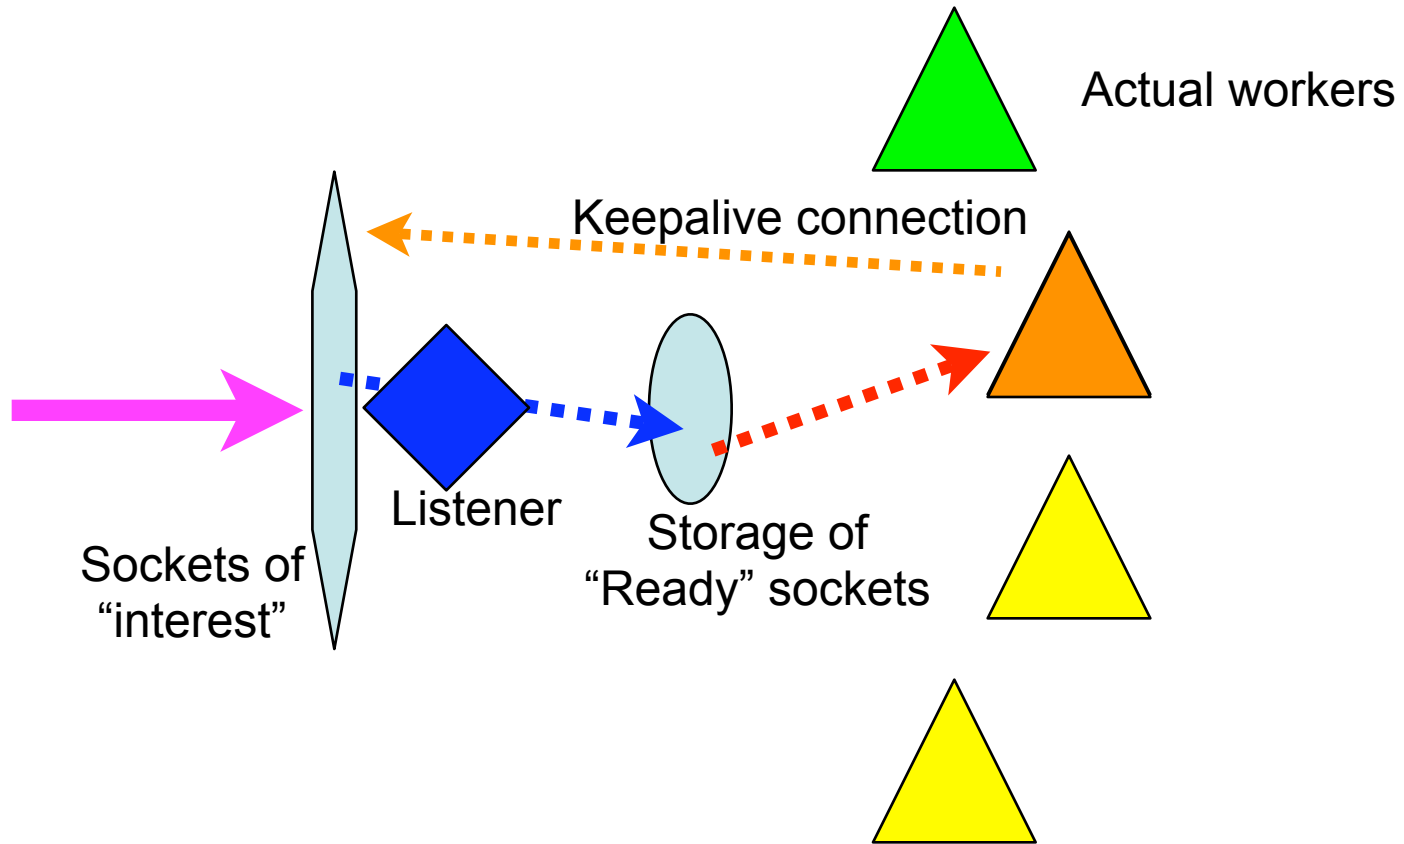 Actual workers
Keepalive connection
Listener
Storage of
“Ready” sockets
Sockets of
“interest”